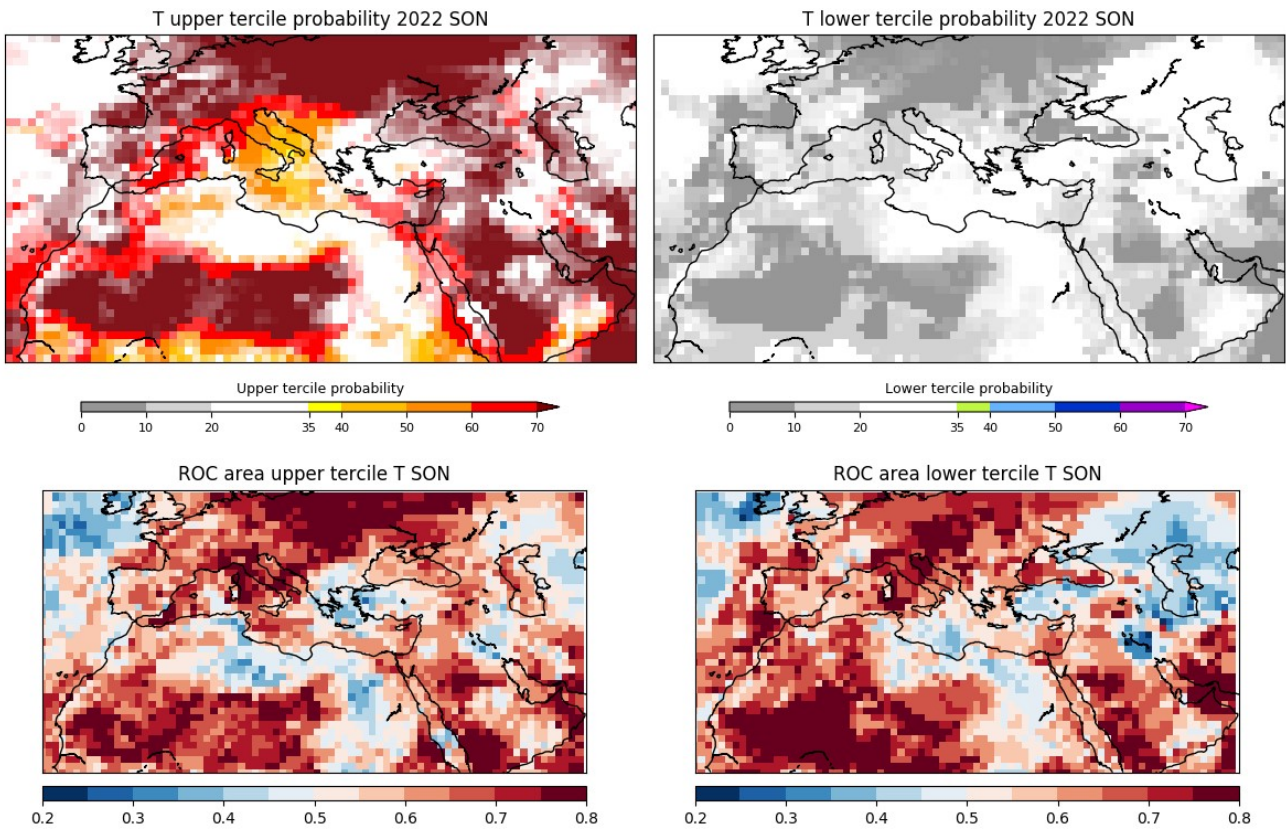 T upper tercile probability 2022 SON
T lower tercile probability 2022 SON
Upper tercile probability
0 10 20 35 40 50 60 70
Lower tercile probability
0 10 20 35 40 50 60 70
ROC area upper tercile T SON
ROC area lower tercile T SON
0.2 0.3 0.4 0.5 0.6 0.7 0.8
0.2 0.3 0.4 0.5 0.6 0.7 0.8